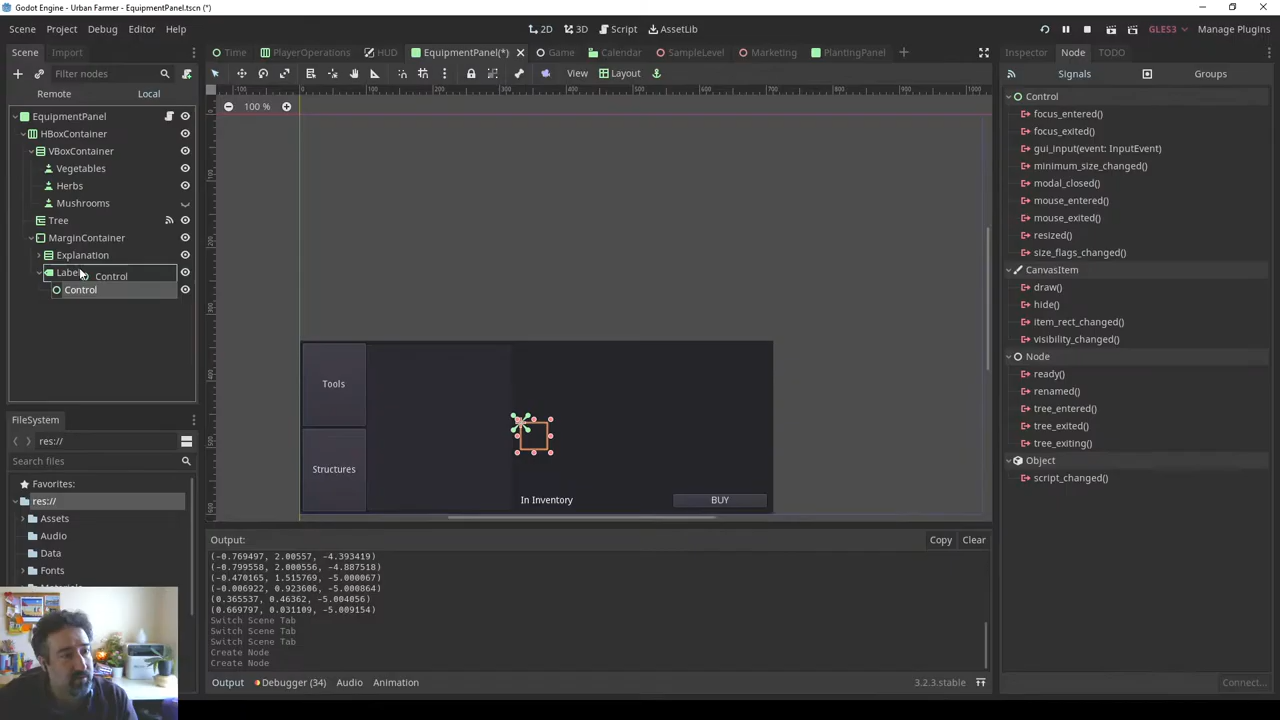 Godot Engine - Urban Farmer - EquipmentPanel.tscn (*)
Scene Project Debug Editor Help
2D 3D Script AssetLib
GLES3 Manage Plugins
Scene Import
Time PlayerOperations HUD EquipmentPanel(*) Game Calendar SampleLevel Marketing PlantingPanel
Inspector Node TODO
Filter nodes
View Layout
Signals Groups
Remote Local
100 %
EquipmentPanel
HBoxContainer
VBoxContainer
Vegetables
Herbs
Mushrooms
Tree
MarginContainer
Explanation
Label
Control
Control
Tools
Structures
In Inventory
BUY
Control
focus_entered()
focus_exited()
gui_input(event: InputEvent)
minimum_size_changed()
modal_closed()
mouse_entered()
mouse_exited()
resized()
size_flags_changed()
CanvasItem
draw()
hide()
item_rect_changed()
visibility_changed()
Node
ready()
renamed()
tree_entered()
tree_exited()
tree_exiting()
Object
script_changed()
Connect...
FileSystem
res://
Search files
Favorites:
res://
Assets
Audio
Data
Fonts
Output:
Copy Clear
(-0.769497, 2.00557, -4.393419)
(-0.799558, 2.000556, -4.887518)
(-0.470165, 1.515769, -5.000067)
(-0.006922, 0.923606, -5.000864)
(0.365537, 0.46362, -5.004056)
(0.669797, 0.031109, -5.009154)
Switch Scene Tab
Switch Scene Tab
Switch Scene Tab
Create Node
Create Node
Output Debugger (34) Audio Animation
3.2.3.stable